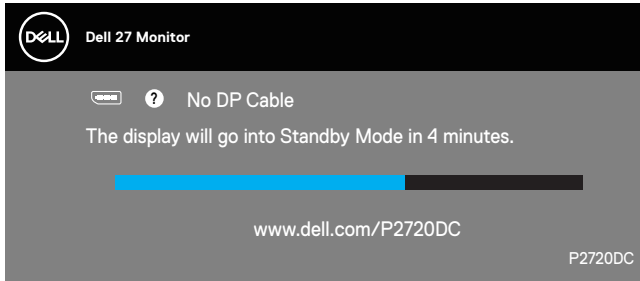 DELL
Dell 27 Monitor
? No DP Cable
The display will go into Standby Mode in 4 minutes.
www.dell.com/P2720DC
P2720DC